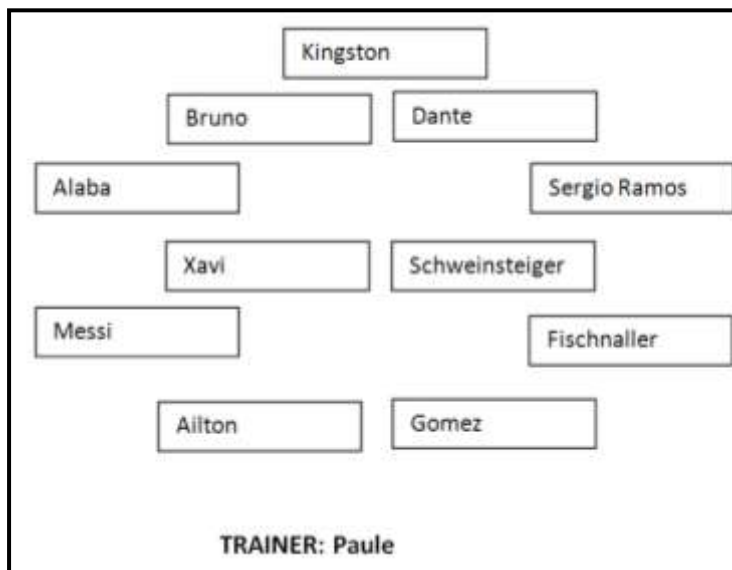 Kingston
Bruno
Dante
Alaba
Sergio Ramos
Xavi
Schweinsteiger
Messi
Fischnaller
Ailton
Gomez
TRAINER: Paule